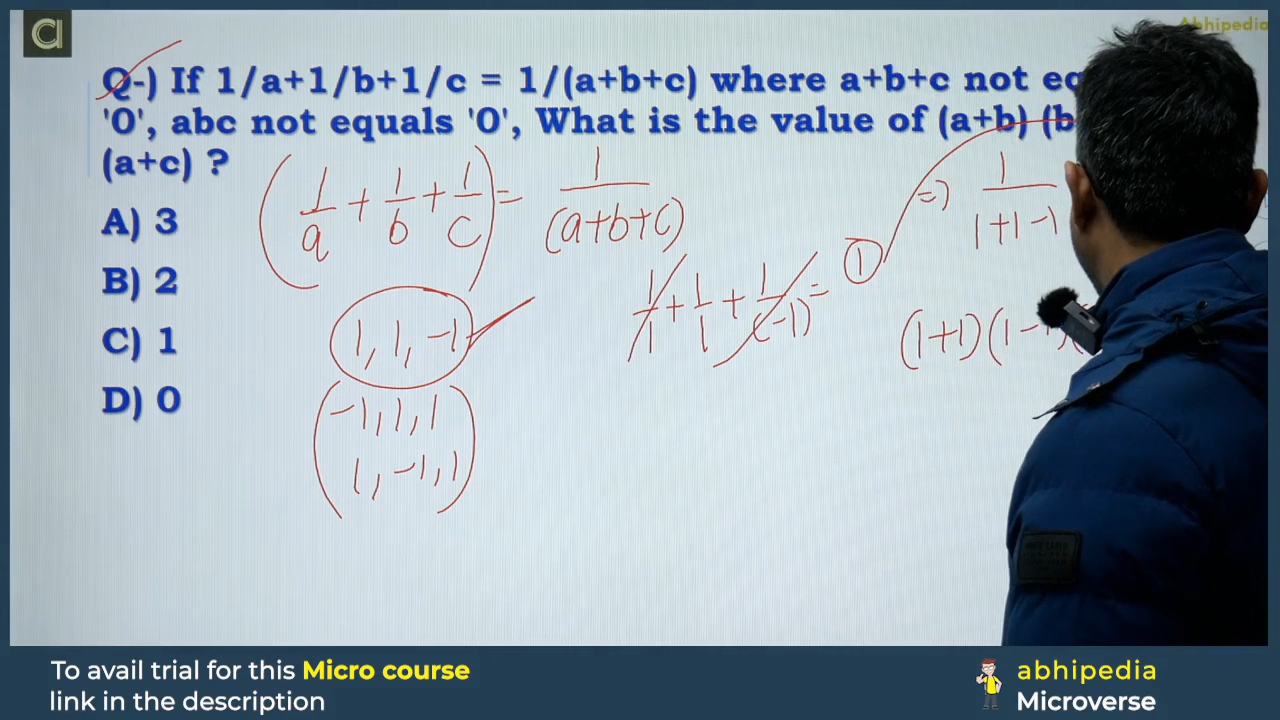 a
Abhipedia
Q-) If 1/a+1/b+1/c = 1/(a+b+c) where a+b+c not
'0', abc not equals '0', What is the value of (a+b)
(a+c) ?
A) 3
B) 2
C) 1
D) 0
(1/a + 1/b + 1/c) = 1/(a+b+c)
=) 1/(1+1-1)
1/1 + 1/1 + 1/(-1) = 1
1, 1, -1
(1+1)(1-1)
-1, 1, 1
1, -1, 1
To avail trial for this Micro course
link in the description
abhipedia
Microverse